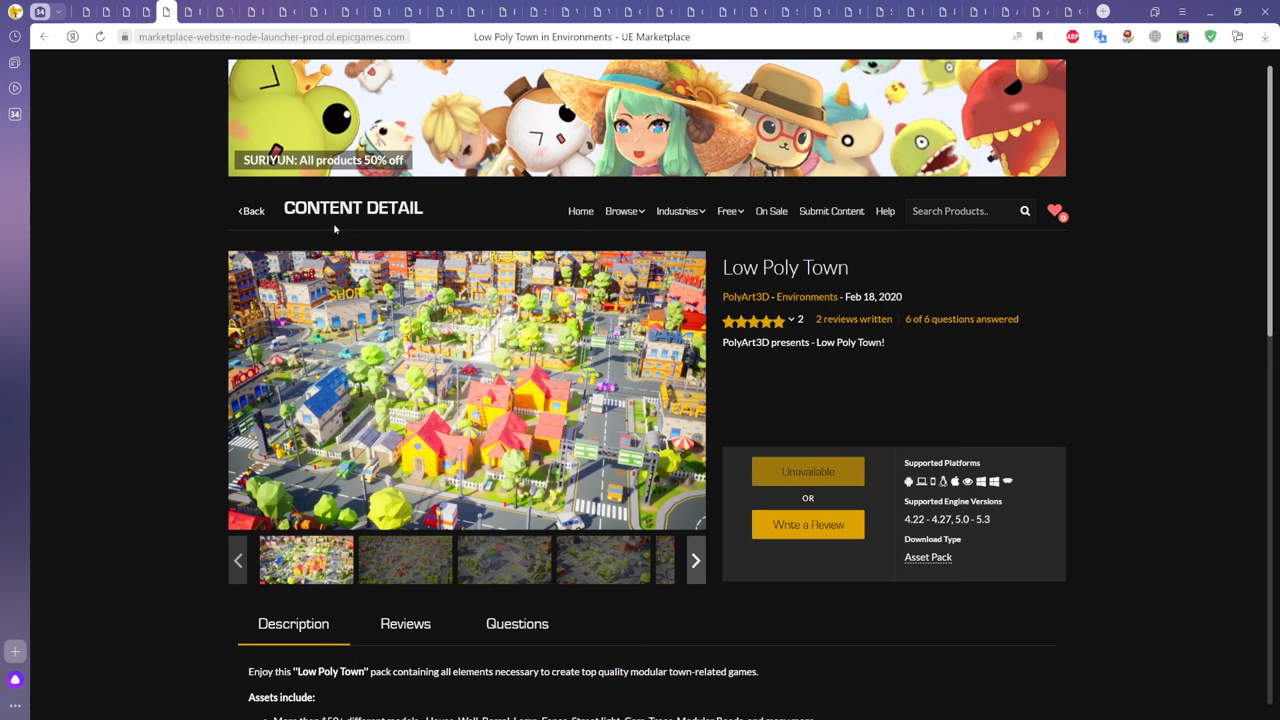 34
marketplace-website-node-launcher-prod.ol.epicgames.com
Low Poly Town in Environments - UE Marketplace
ABP
34
SURIYUN: All products 50% off
Back
CONTENT DETAIL
Home
Browse
Industries
Free
On Sale
Submit Content
Help
Search Products..
0
SHOP
Low Poly Town
PolyArt3D - Environments - Feb 18, 2020
2
2 reviews written
6 of 6 questions answered
PolyArt3D presents - Low Poly Town!
Unavailable
OR
Write a Review
Supported Platforms
Supported Engine Versions
4.22 - 4.27, 5.0 - 5.3
Download Type
Asset Pack
Description
Reviews
Questions
Enjoy this "Low Poly Town" pack containing all elements necessary to create top quality modular town-related games.
Assets include: